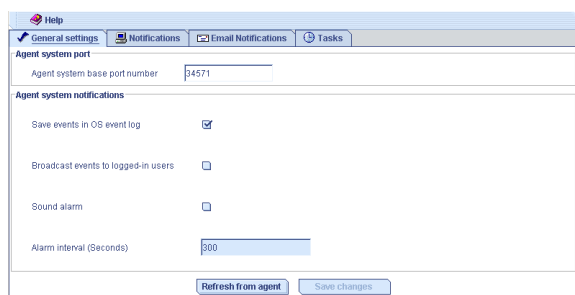 Help
General settings Notifications Email Notifications Tasks
Agent system port
Agent system base port number 34571
Agent system notifications
Save events in OS event log
Broadcast events to logged-in users
Sound alarm
Alarm interval (Seconds) 300
Refresh from agent Save changes